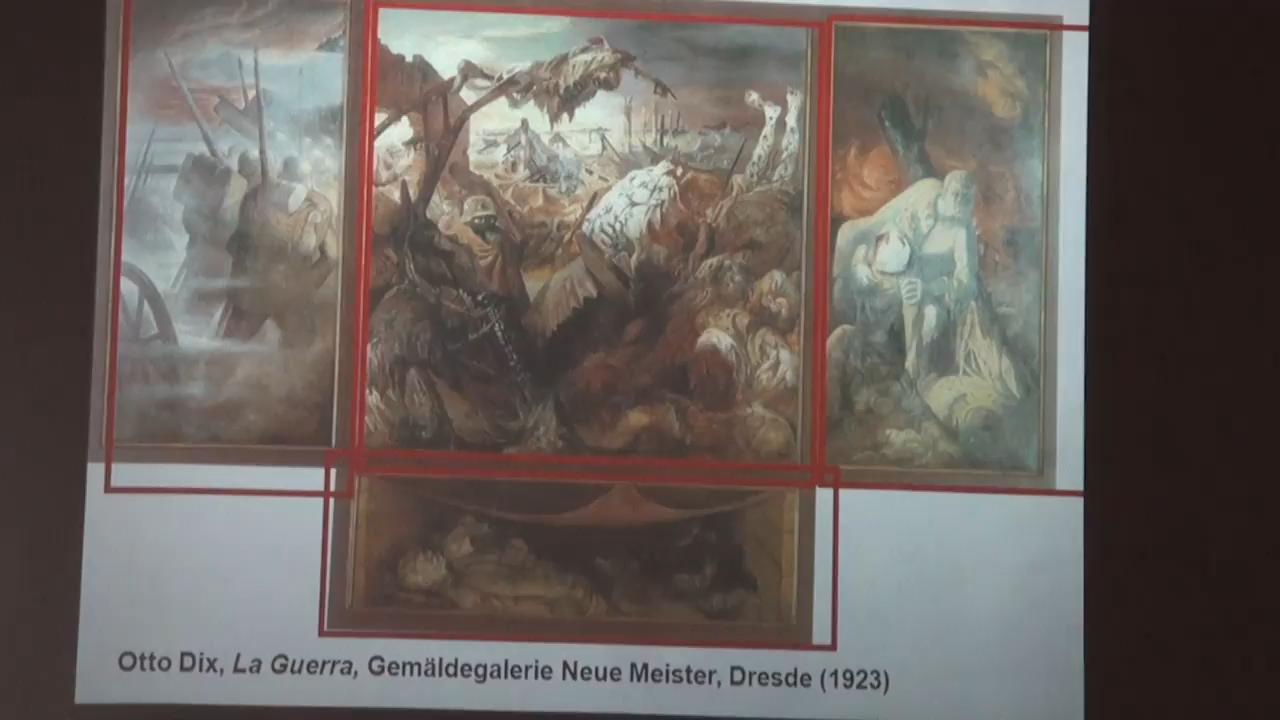 Otto Dix, La Guerra, Gemäldegalerie Neue Meister, Dresde (1923)